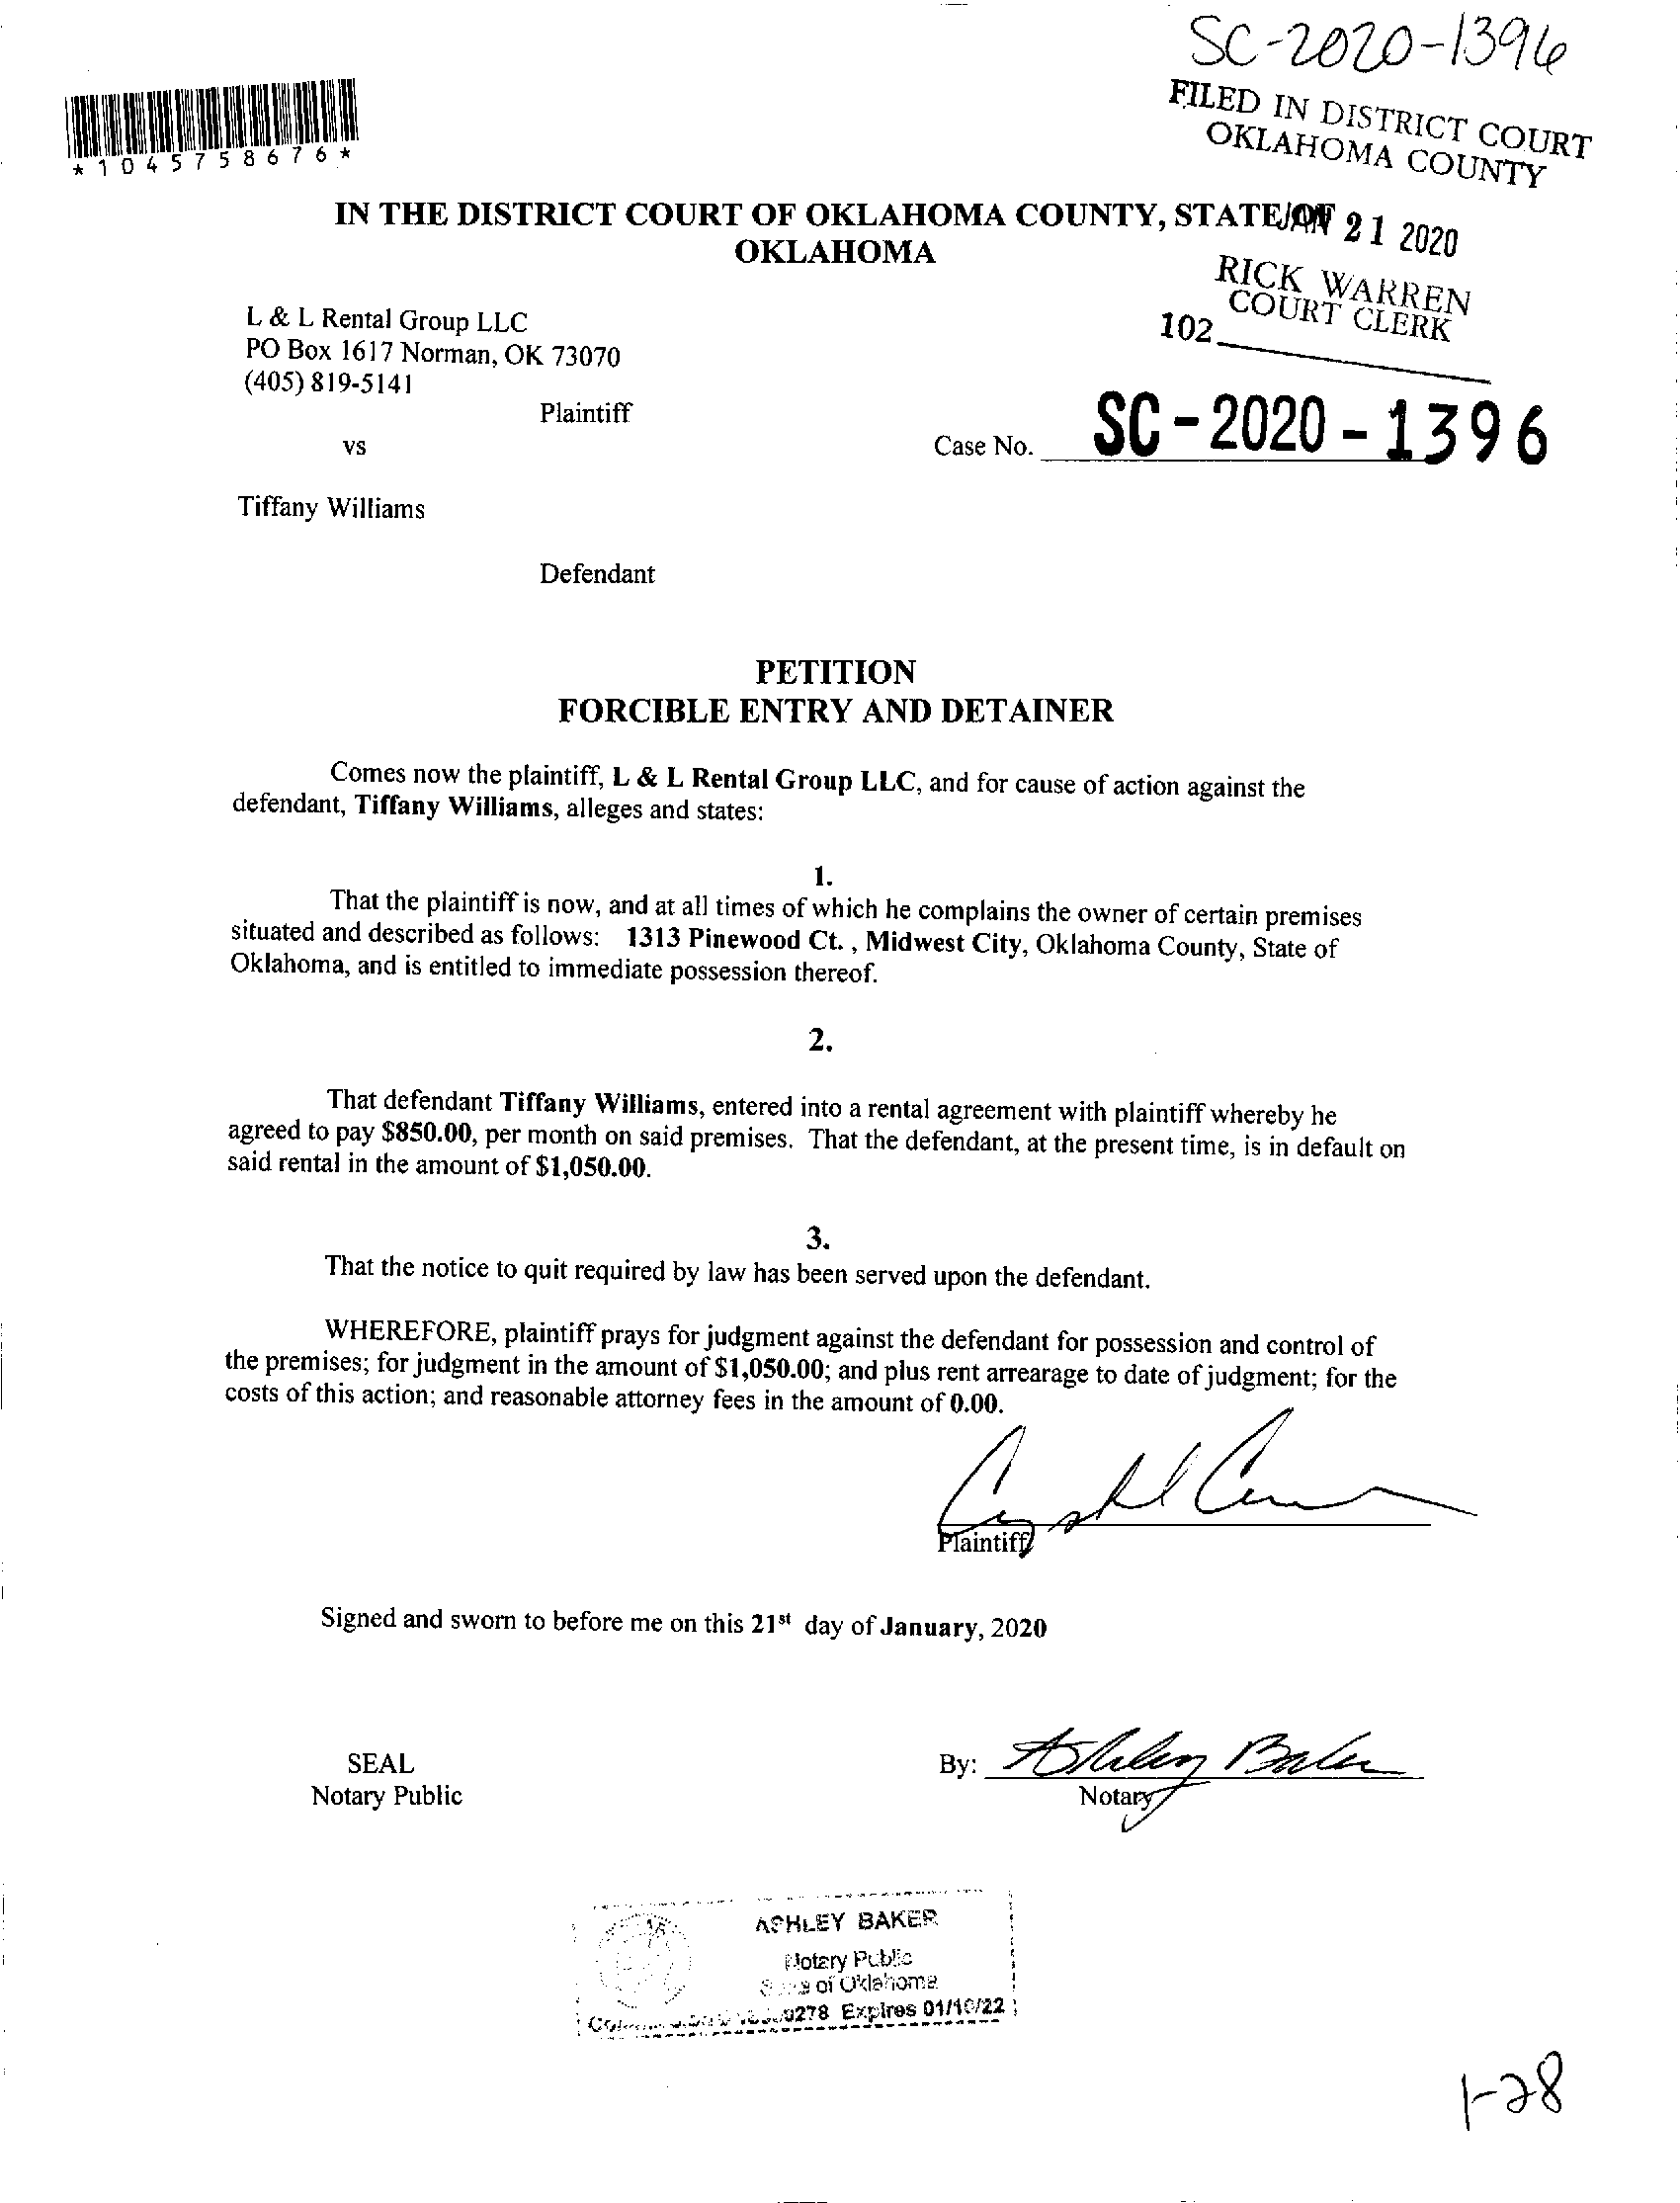 SC-2020-1396
*1045758676*
FILED IN DISTRICT COURT
OKLAHOMA COUNTY
IN THE DISTRICT COURT OF OKLAHOMA COUNTY, STATE OF
OKLAHOMA
JAN 21 2020
RICK WARREN
COURT CLERK
102
L & L Rental Group LLC
PO Box 1617 Norman, OK 73070
(405) 819-5141
Plaintiff
vs
Case No. SC-2020-1396
Tiffany Williams
Defendant
PETITION
FORCIBLE ENTRY AND DETAINER
Comes now the plaintiff, L & L Rental Group LLC, and for cause of action against the
defendant, Tiffany Williams, alleges and states:
1.
That the plaintiff is now, and at all times of which he complains the owner of certain premises
situated and described as follows: 1313 Pinewood Ct. , Midwest City, Oklahoma County, State of
Oklahoma, and is entitled to immediate possession thereof.
2.
That defendant Tiffany Williams, entered into a rental agreement with plaintiff whereby he
agreed to pay $850.00, per month on said premises. That the defendant, at the present time, is in default on
said rental in the amount of $1,050.00.
3.
That the notice to quit required by law has been served upon the defendant.
WHEREFORE, plaintiff prays for judgment against the defendant for possession and control of
the premises; for judgment in the amount of $1,050.00; and plus rent arrearage to date of judgment; for the
costs of this action; and reasonable attorney fees in the amount of 0.00.
Plaintiff
Signed and sworn to before me on this 21st day of January, 2020
SEAL
Notary Public
By: Ashley Baker
Notary
ASHLEY BAKER
Notary Public
State of Oklahoma
Expires 01/10/22
1-28